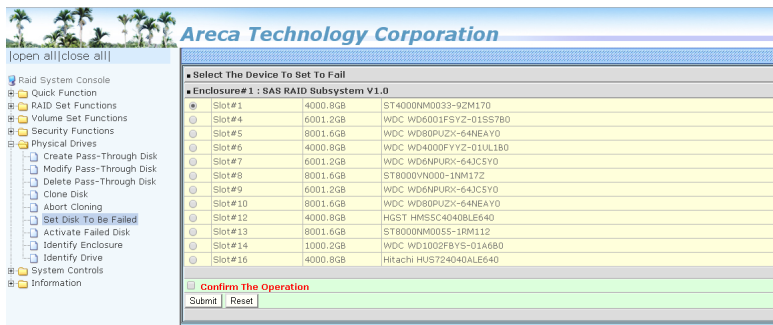 Areca Technology Corporation
|open all|close all|
Raid System Console
Quick Function
RAID Set Functions
Volume Set Functions
Security Functions
Physical Drives
Create Pass-Through Disk
Modify Pass-Through Disk
Delete Pass-Through Disk
Clone Disk
Abort Cloning
Set Disk To Be Failed
Activate Failed Disk
Identify Enclosure
Identify Drive
System Controls
Information
Select The Device To Set To Fail
Enclosure#1 : SAS RAID Subsystem V1.0
Slot#1 4000.8GB ST4000NM0033-9ZM170
Slot#4 6001.2GB WDC WD6001FSYZ-01SS7B0
Slot#5 8001.6GB WDC WD80PUZX-64NEAY0
Slot#6 4000.8GB WDC WD4000FYYZ-01UL1B0
Slot#7 6001.2GB WDC WD6NPURX-64JC5Y0
Slot#8 8001.6GB ST8000VN000-1NM17Z
Slot#9 6001.2GB WDC WD6NPURX-64JC5Y0
Slot#10 8001.6GB WDC WD80PUZX-64NEAY0
Slot#12 4000.8GB HGST HMS5C4040BLE640
Slot#13 8001.6GB ST8000NM0055-1RM112
Slot#14 1000.2GB WDC WD1002FBYS-01A6B0
Slot#16 4000.8GB Hitachi HUS724040ALE640
Confirm The Operation
Submit Reset